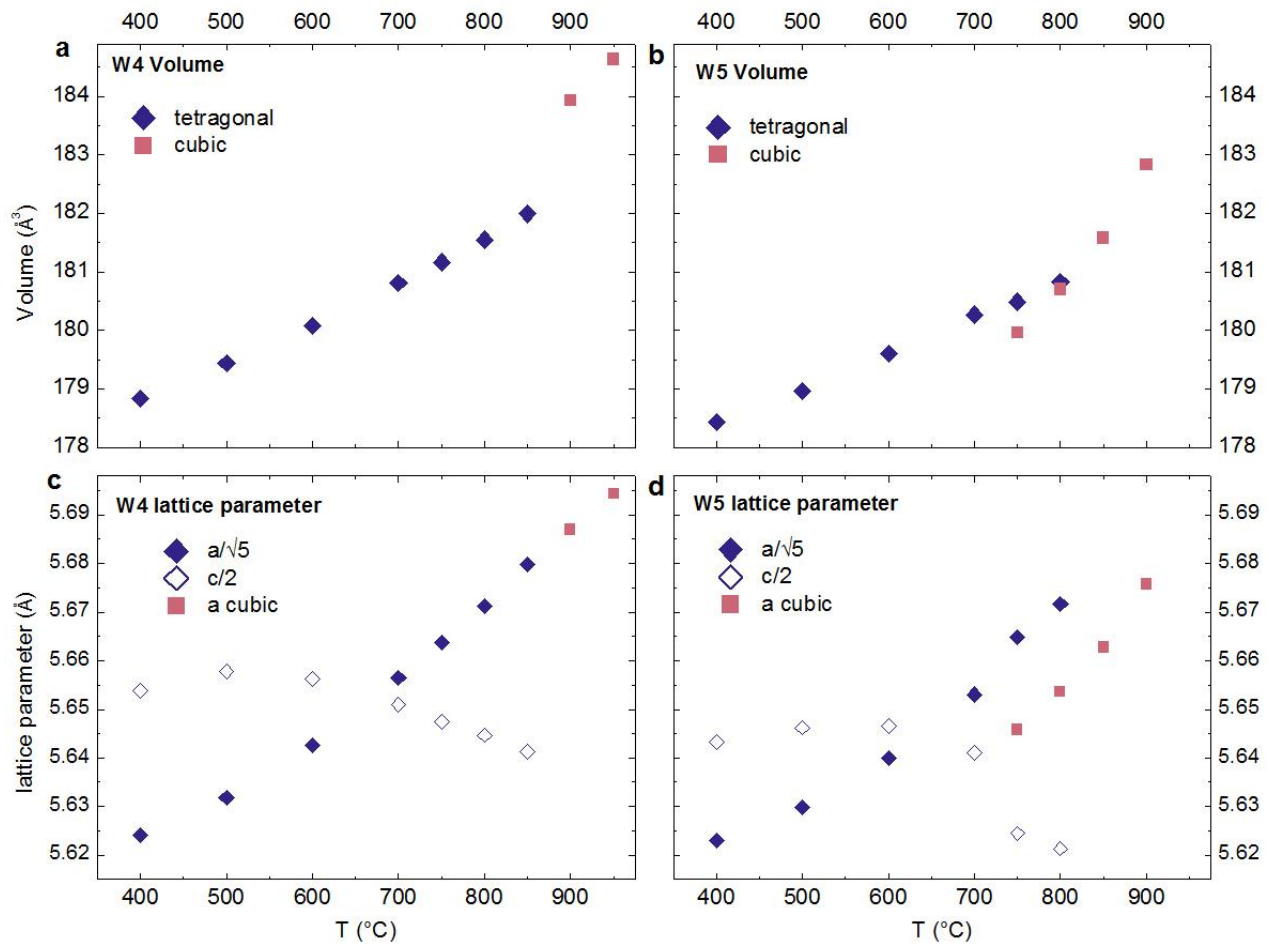 400 500 600 700 800 900 400 500 600 700 800 900
a
W4 Volume
tetragonal
cubic
184
183
182
181
180
179
178
Volume (Å³)
b
W5 Volume
tetragonal
cubic
184
183
182
181
180
179
178
c
W4 lattice parameter
a/√5
c/2
a cubic
5.69
5.68
5.67
5.66
5.65
5.64
5.63
5.62
lattice parameter (Å)
d
W5 lattice parameter
a/√5
c/2
a cubic
5.69
5.68
5.67
5.66
5.65
5.64
5.63
5.62
400 500 600 700 800 900 400 500 600 700 800 900
T (°C) T (°C)